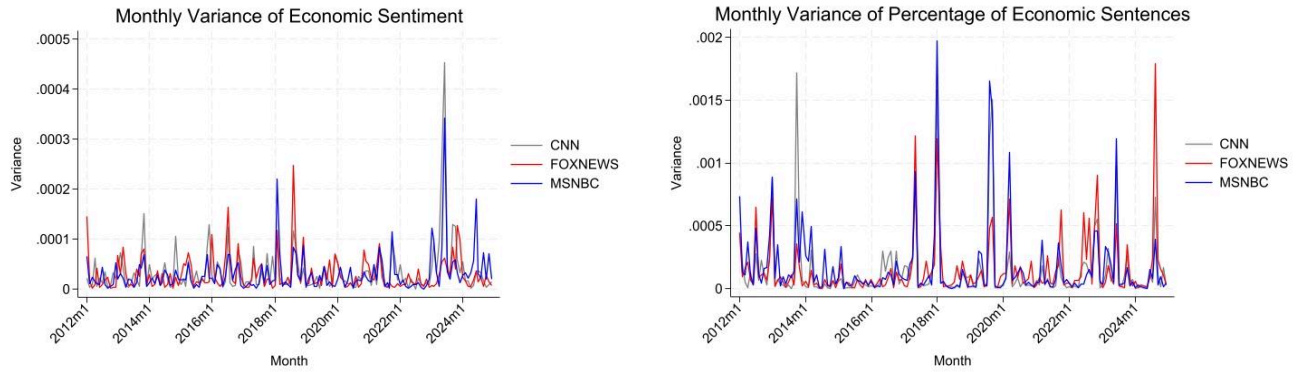 Monthly Variance of Economic Sentiment
.0005
.0004
.0003
.0002
.0001
0
Variance
2012m1
2014m1
2016m1
2018m1
2020m1
2022m1
2024m1
Month
CNN
FOXNEWS
MSNBC
Monthly Variance of Percentage of Economic Sentences
.002
.0015
.001
.0005
0
Variance
2012m1
2014m1
2016m1
2018m1
2020m1
2022m1
2024m1
Month
CNN
FOXNEWS
MSNBC